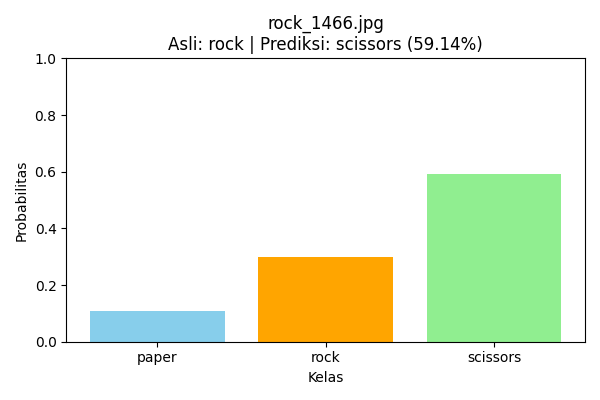 rock_1466.jpg
Asli: rock | Prediksi: scissors (59.14%)
1.0
0.8
0.6
0.4
0.2
0.0
Probabilitas
paper rock scissors
Kelas